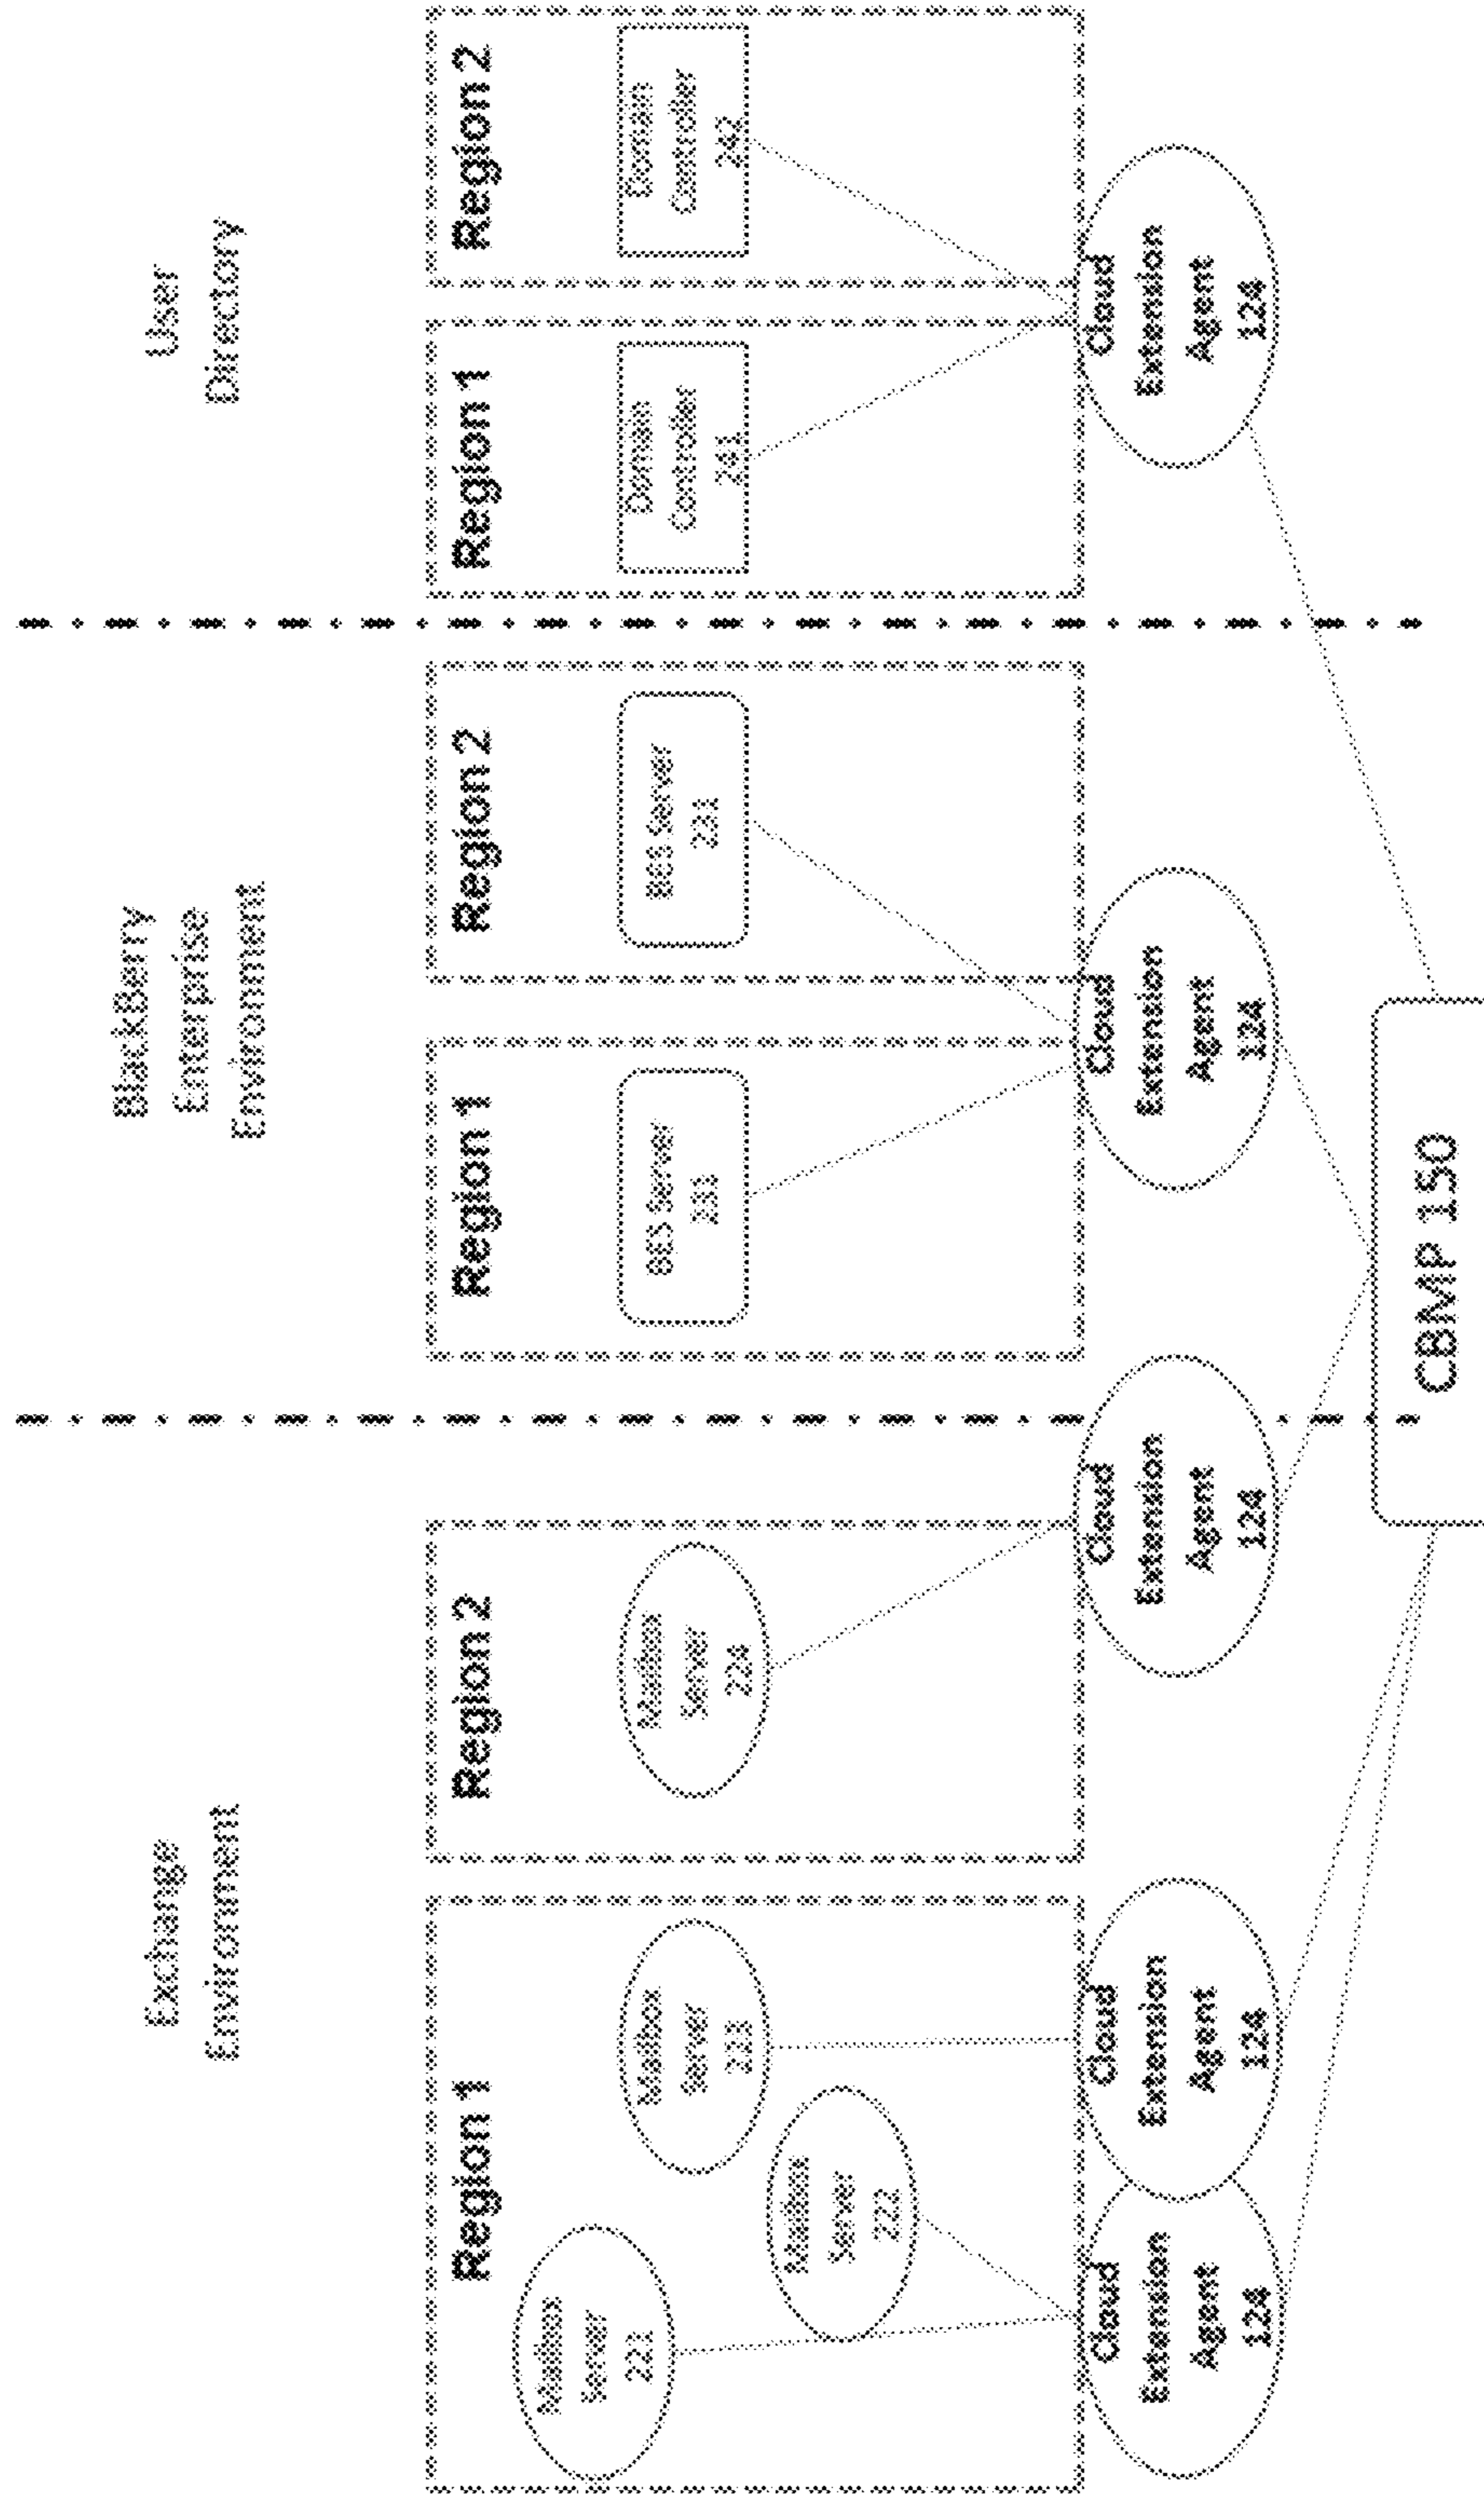 Exchange
Environment
BlackBerry
Enterprise
Environment
User
Directory
Region 1
Mailbox
Server
221
Mailbox
Server
222
Mailbox
Server
223
Region 2
Mailbox
Server
224
Region 1
BES Server
231
Region 2
BES Server
231
Region 1
Domain
Controller
241
Region 2
Domain
Controller
242
Cloud
Extension
Agent
124
Cloud
Extension
Agent
124
Cloud
Extension
Agent
124
Cloud
Extension
Agent
124
Cloud
Extension
Agent
124
CBMP 150